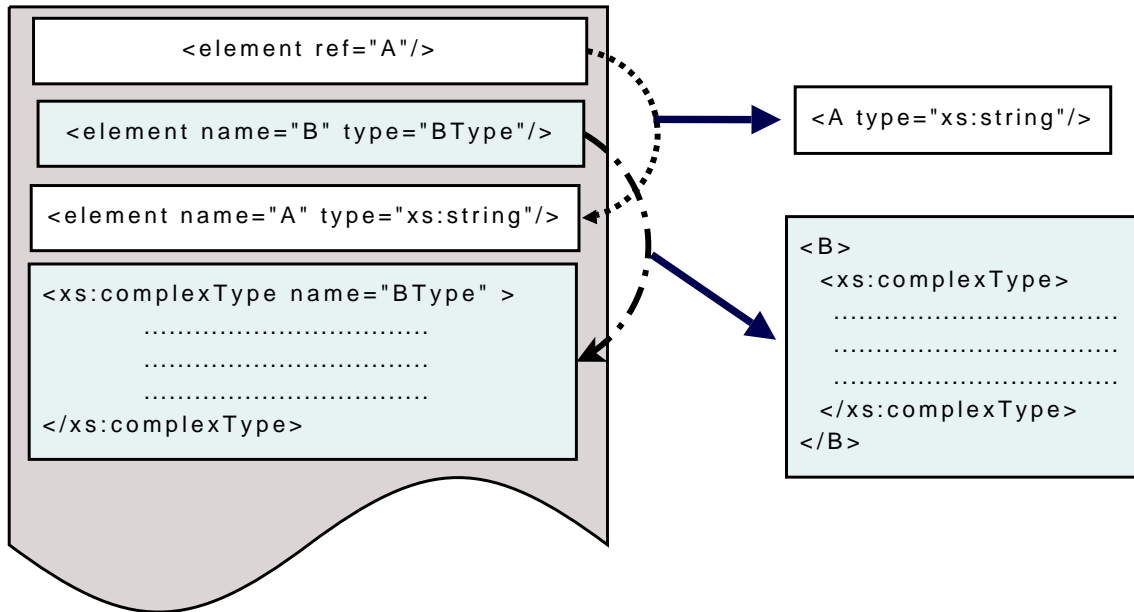 <element ref="A"/>
<element name="B" type="BType"/>
<element name="A" type="xs:string"/>
<xs:complexType name="BType" >
..................................
..................................
..................................
</xs:complexType>
<A type="xs:string"/>
<B>
<xs:complexType>
..................................
..................................
..................................
</xs:complexType>
</B>